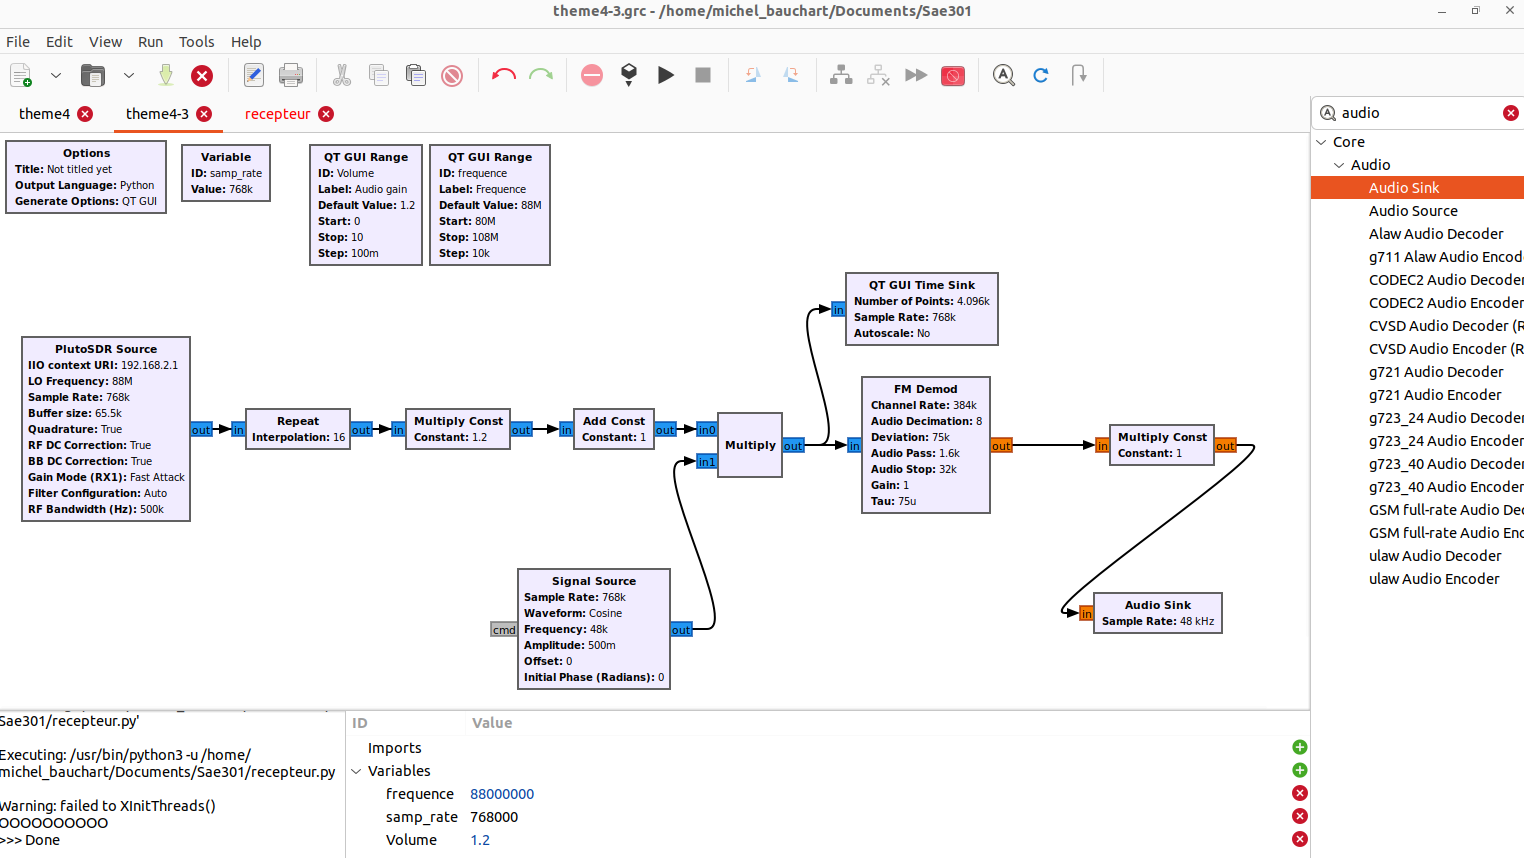 theme4-3.grc - /home/michel_bauchart/Documents/Sae301
File Edit View Run Tools Help
theme4 theme4-3 recepteur
audio
Core
Audio
Audio Sink
Audio Source
Alaw Audio Decoder
g711 Alaw Audio Encod
CODEC2 Audio Decoder
CODEC2 Audio Encoder
CVSD Audio Decoder (R
CVSD Audio Encoder (R
g721 Audio Decoder
g721 Audio Encoder
g723_24 Audio Decoder
g723_24 Audio Encoder
g723_40 Audio Decoder
g723_40 Audio Encoder
GSM full-rate Audio Dec
GSM full-rate Audio Enc
ulaw Audio Decoder
ulaw Audio Encoder
Options
Title: Not titled yet
Output Language: Python
Generate Options: QT GUI
Variable
ID: samp_rate
Value: 768k
QT GUI Range
ID: Volume
Label: Audio gain
Default Value: 1.2
Start: 0
Stop: 10
Step: 100m
QT GUI Range
ID: frequence
Label: Frequence
Default Value: 88M
Start: 80M
Stop: 108M
Step: 10k
QT GUI Time Sink
Number of Points: 4.096k
Sample Rate: 768k
Autoscale: No
in
PlutoSDR Source
IIO context URI: 192.168.2.1
LO Frequency: 88M
Sample Rate: 768k
Buffer size: 65.5k
Quadrature: True
RF DC Correction: True
BB DC Correction: True
Gain Mode (RX1): Fast Attack
Filter Configuration: Auto
RF Bandwidth (Hz): 500k
out
in
Repeat
Interpolation: 16
out
in
Multiply Const
Constant: 1.2
out
in
Add Const
Constant: 1
out
in0
in1
Multiply
out
in
FM Demod
Channel Rate: 384k
Audio Decimation: 8
Deviation: 75k
Audio Pass: 1.6k
Audio Stop: 32k
Gain: 1
Tau: 75u
out
in
Multiply Const
Constant: 1
out
cmd
Signal Source
Sample Rate: 768k
Waveform: Cosine
Frequency: 48k
Amplitude: 500m
Offset: 0
Initial Phase (Radians): 0
out
in
Audio Sink
Sample Rate: 48 kHz
Sae301/recepteur.py'
Executing: /usr/bin/python3 -u /home/
michel_bauchart/Documents/Sae301/recepteur.py
Warning: failed to XInitThreads()
OOOOOOOOOO
>>> Done
ID Value
Imports
Variables
frequence 88000000
samp_rate 768000
Volume 1.2